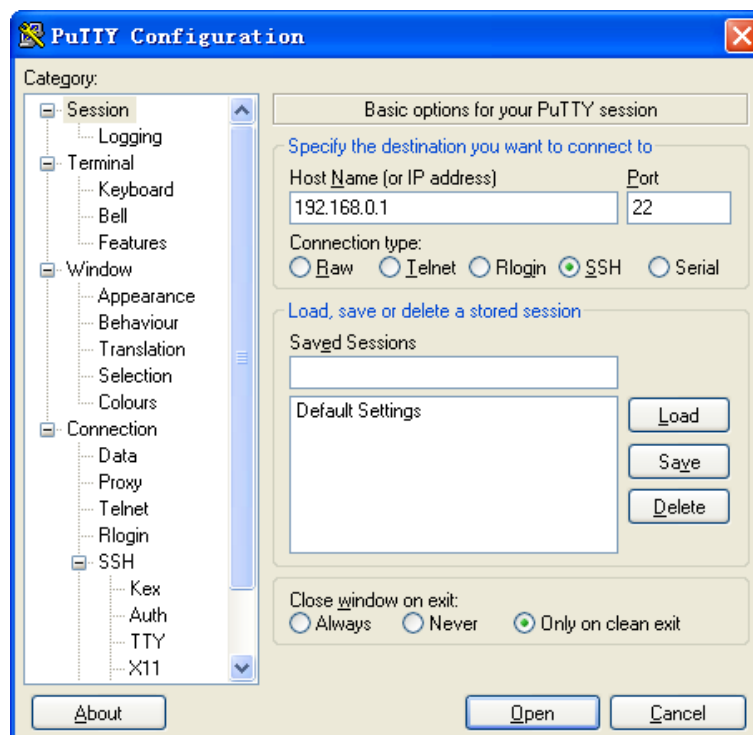 PuTTY Configuration
Category:
Session
Logging
Terminal
Keyboard
Bell
Features
Window
Appearance
Behaviour
Translation
Selection
Colours
Connection
Data
Proxy
Telnet
Rlogin
SSH
Kex
Auth
TTY
X11
Basic options for your PuTTY session
Specify the destination you want to connect to
Host Name (or IP address) Port
192.168.0.1 22
Connection type:
Raw Telnet Rlogin SSH Serial
Load, save or delete a stored session
Saved Sessions
Default Settings
Load
Save
Delete
Close window on exit:
Always Never Only on clean exit
About Open Cancel